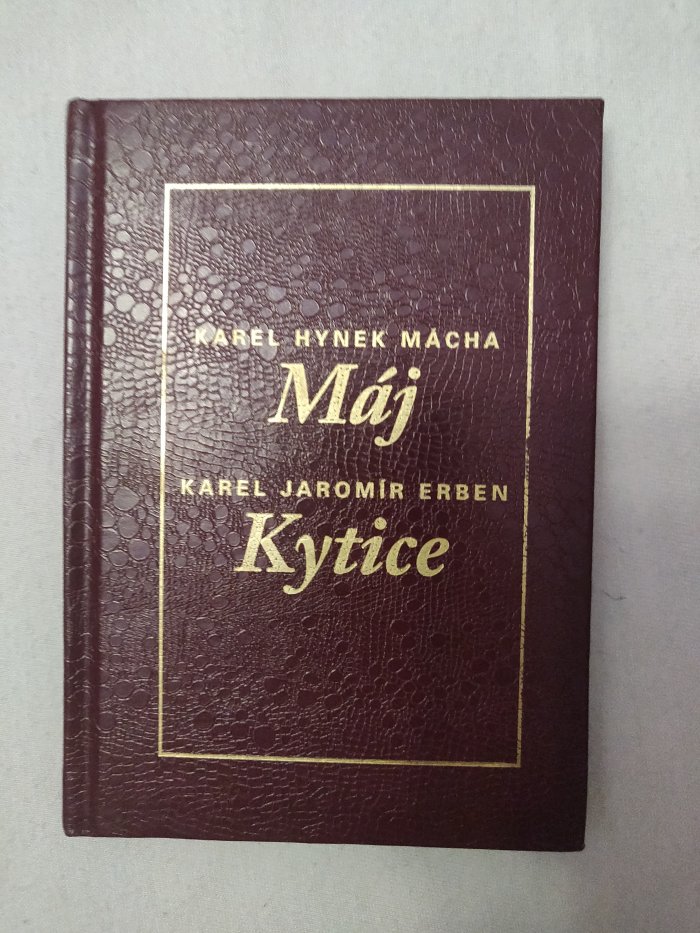 KAREL HYNEK MÁCHA
Máj
KAREL JAROMÍR ERBEN
Kytice